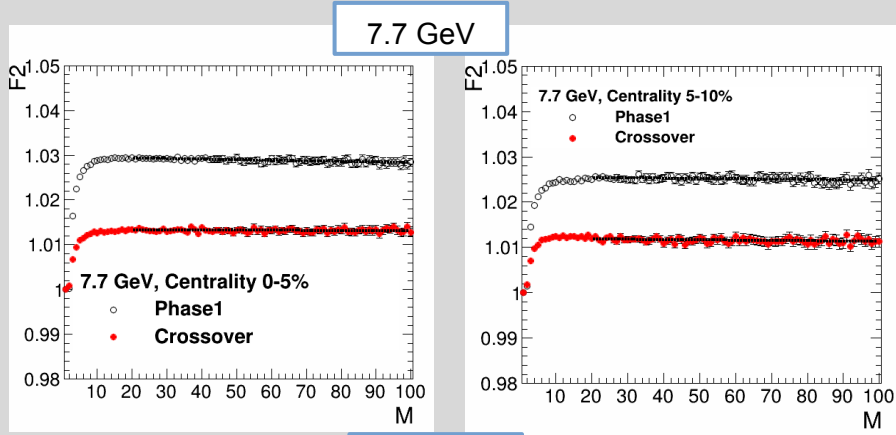 7.7 GeV
F2
1.05
1.04
1.03
1.02
1.01
1
0.99
0.98
7.7 GeV, Centrality 0-5%
Phase1
Crossover
10 20 30 40 50 60 70 80 90 100
M
F2
1.05
1.04
1.03
1.02
1.01
1
0.99
0.98
7.7 GeV, Centrality 5-10%
Phase1
Crossover
10 20 30 40 50 60 70 80 90 100
M